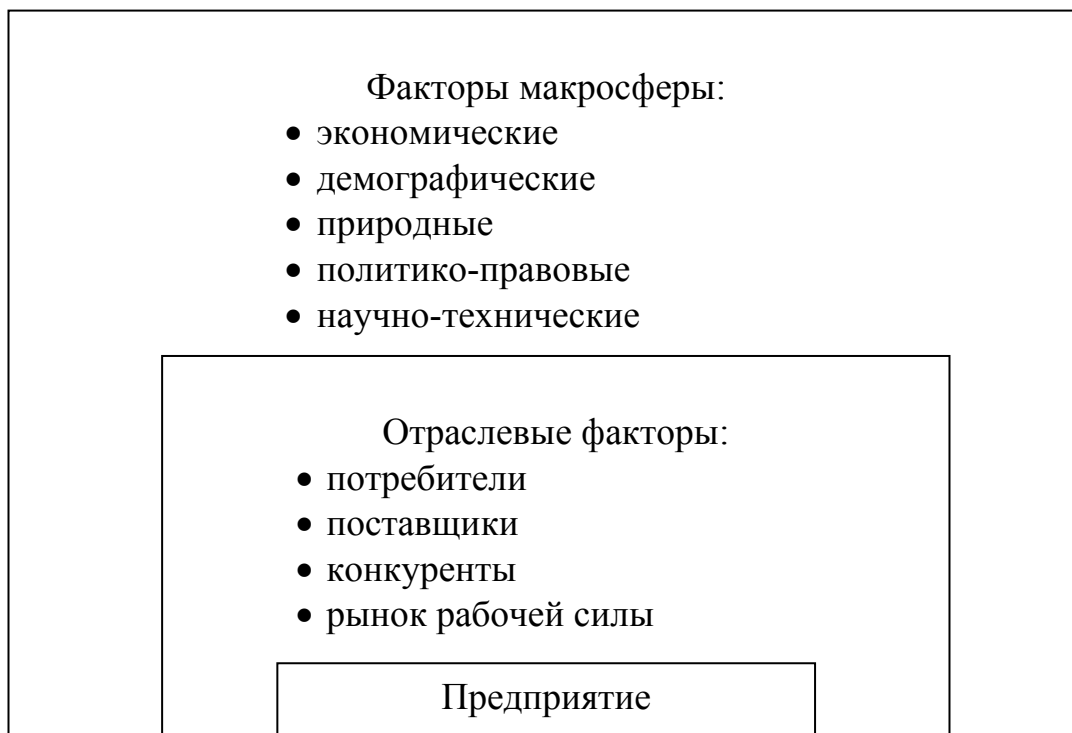 Факторы макросферы:
• экономические
• демографические
• природные
• политико-правовые
• научно-технические
Отраслевые факторы:
• потребители
• поставщики
• конкуренты
• рынок рабочей силы
Предприятие